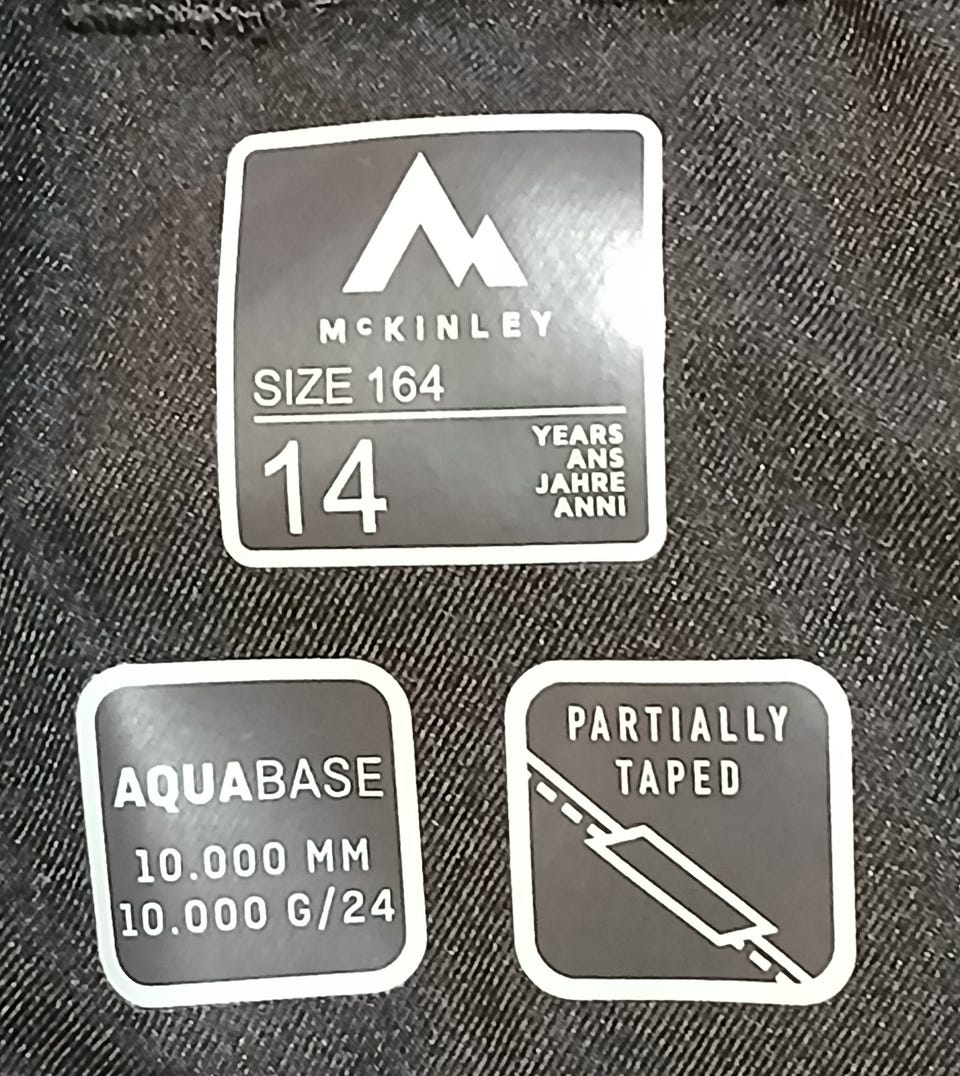 McKINLEY
SIZE 164
14
YEARS
ANS
JAHRE
ANNI
AQUABASE
10.000 MM
10.000 G/24
PARTIALLY
TAPED